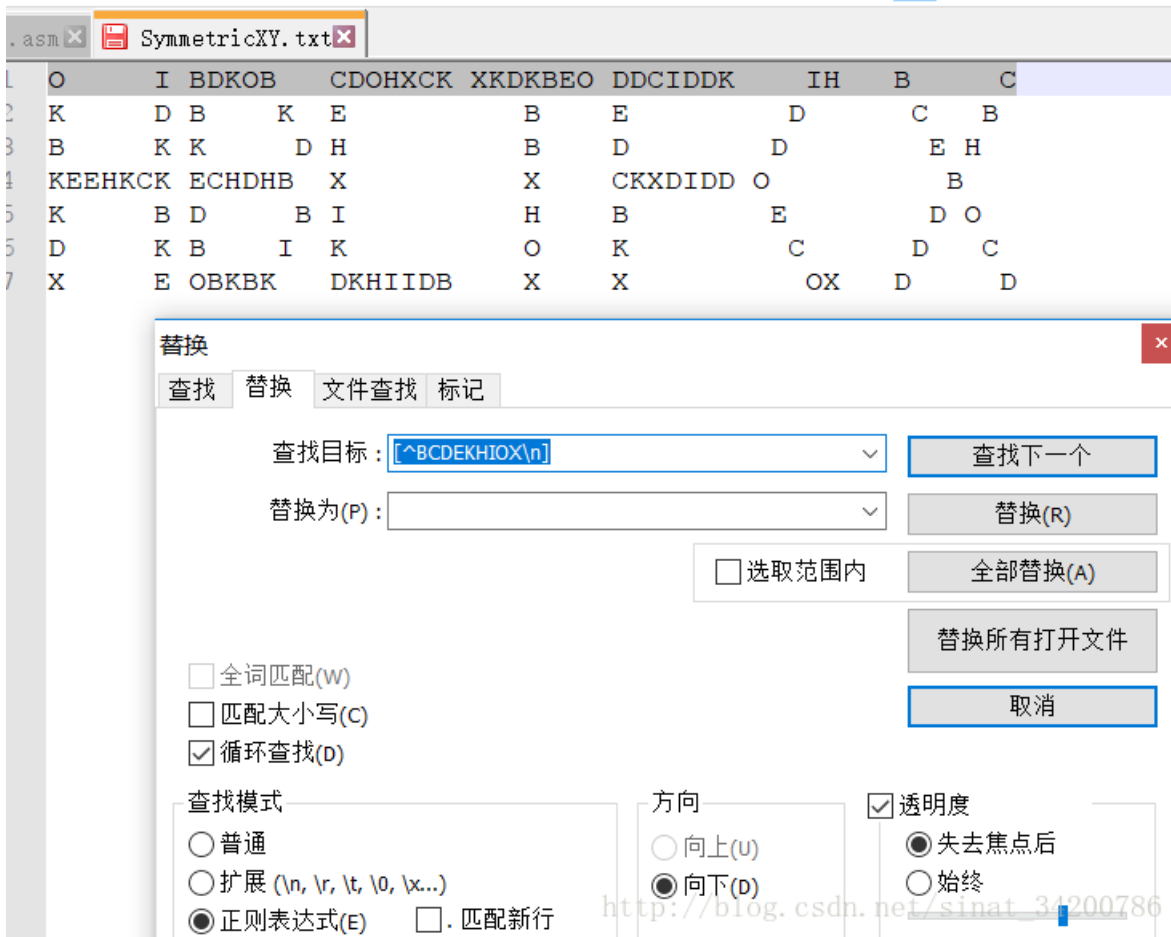 .asm SymmetricXY.txt
1 O      I BDKOB   CDOHXCK XKDKBEO DDCIDDK    IH   B     C
2 K     D B    K  E          B    E         D      C   B
3 B     K K     D H          B    D        D        E H
4 KEEHKCK ECHDHB  X          X    CKXDIDD O          B
5 K     B D     B I          H    B        E        D O
6 D     K B    I  K          O    K         C      D   C
7 X     E OBKBK   DKHIIDB    X    X          OX   D     D
替换
查找 替换 文件查找 标记
查找目标 : [^BCDEKHIOX\n] 查找下一个
替换为(P) : 替换(R)
选取范围内 全部替换(A)
替换所有打开文件
全词匹配(W)
取消
匹配大小写(C)
循环查找(D)
查找模式 方向 透明度
普通 向上(U) 失去焦点后
扩展 (\n, \r, \t, \0, \x...) 向下(D) 始终
正则表达式(E) . 匹配新行
http://blog.csdn.net/sinat_34200786